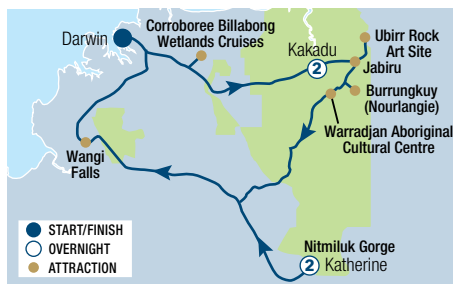 Darwin
Corroboree Billabong
Wetlands Cruises
Kakadu
2
Ubirr Rock
Art Site
Jabiru
Burrungkuy
(Nourlangie)
Warradjan Aboriginal
Cultural Centre
Wangi
Falls
Nitmiluk Gorge
2 Katherine
START/FINISH
OVERNIGHT
ATTRACTION